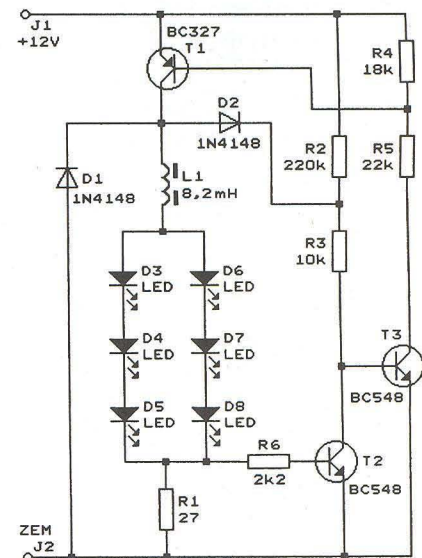 J1
+12V
BC327
T1
R4
18k
D2
1N4148
R2
220k
R5
22k
D1
1N4148
L1
8,2mH
R3
10k
D3
LED
D6
LED
D4
LED
D7
LED
T3
BC548
D5
LED
D8
LED
R6
2k2
T2
BC548
R1
27
ZEM
J2